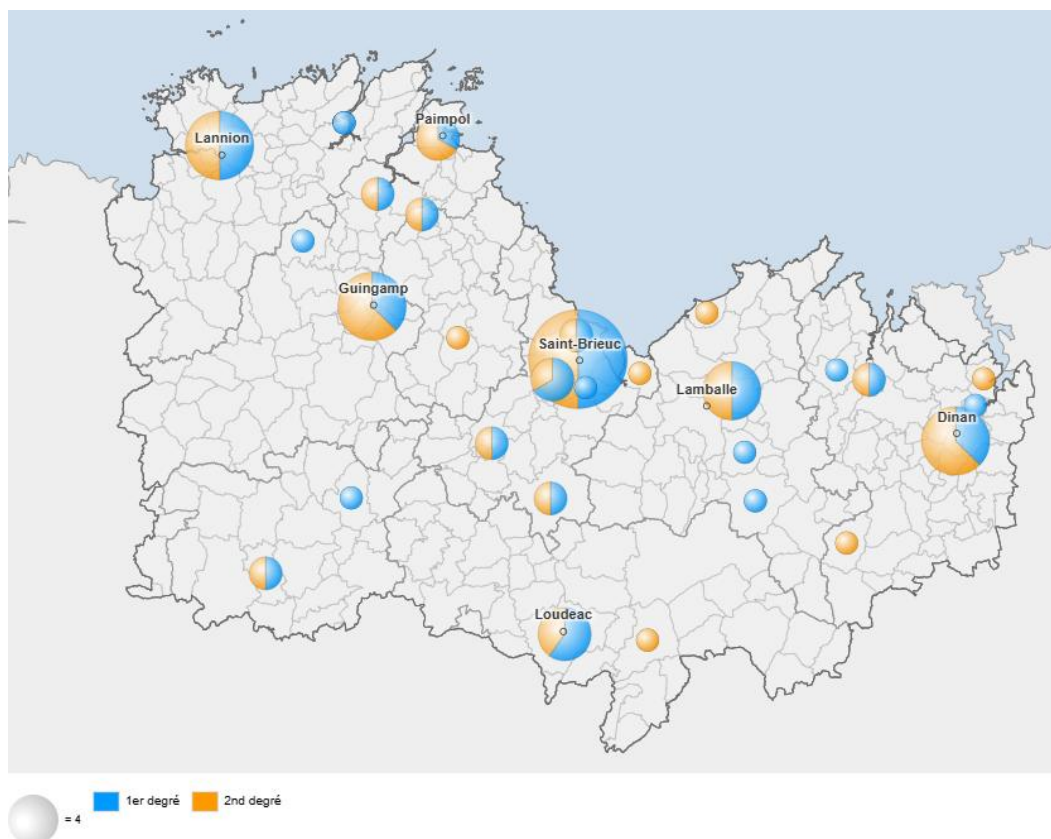 Paimpol
Lannion
Guingamp
Saint-Brieuc
Lamballe
Dinan
Loudeac
1er degré
2nd degré
= 4